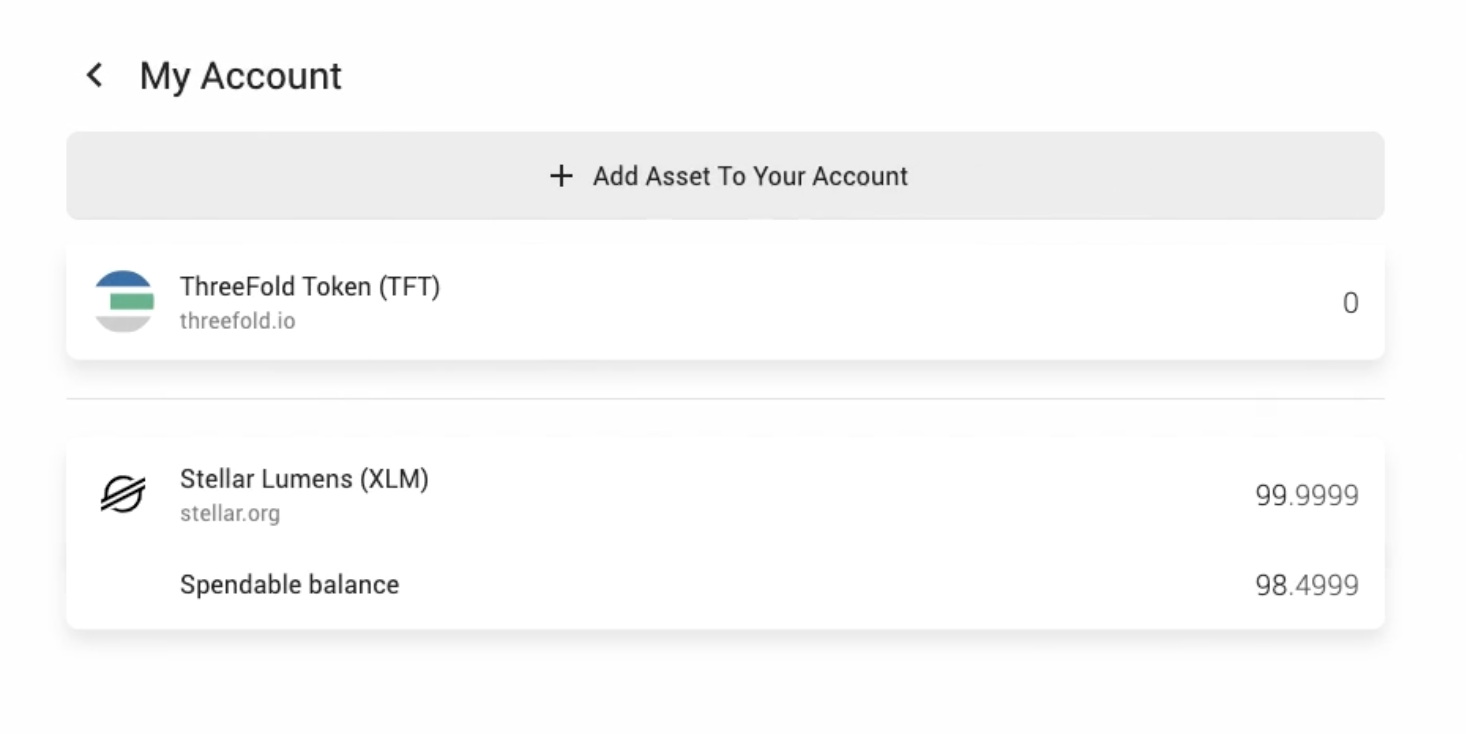 My Account
+ Add Asset To Your Account
ThreeFold Token (TFT)
threefold.io
0
Stellar Lumens (XLM)
stellar.org
99.9999
Spendable balance
98.4999